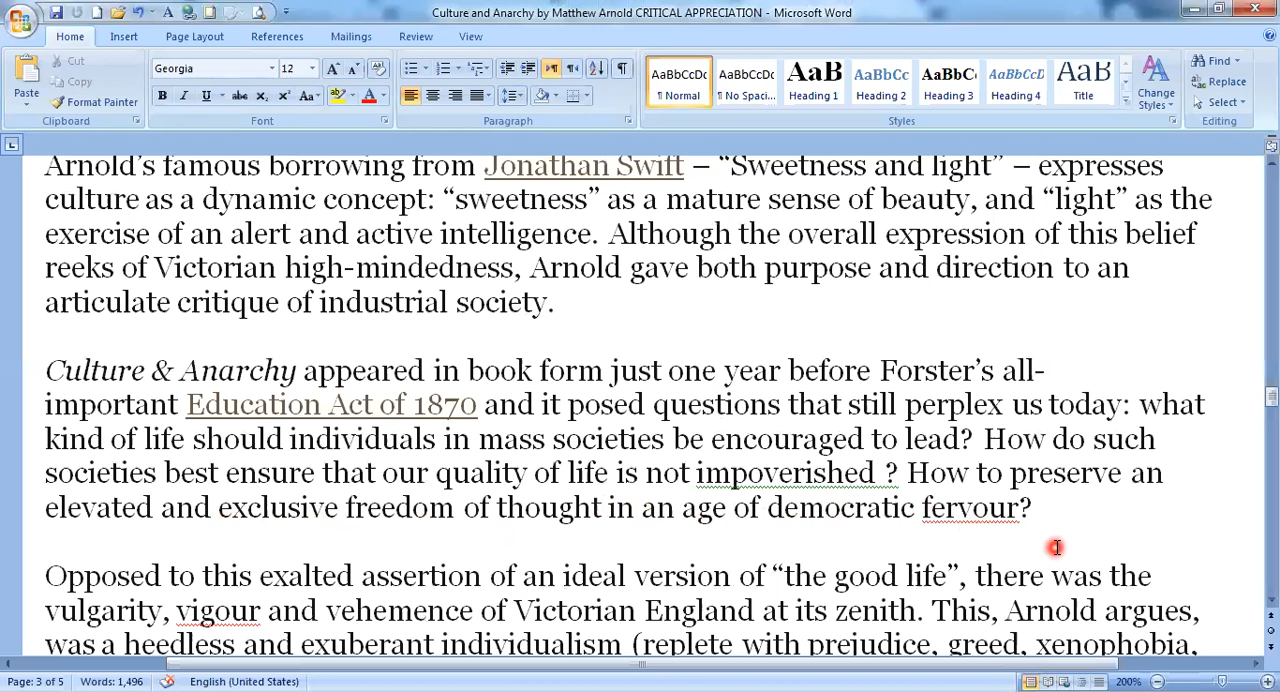 Culture and Anarchy by Matthew Arnold CRITICAL APPRECIATION - Microsoft Word
Home Insert Page Layout References Mailings Review View
Paste
Cut
Copy
Format Painter
Clipboard
Georgia 12
Font
Paragraph
AaBbCcDc AaBbCcDc AaB AaBbCc AaBbCc AaBbCcD AaB
¶ Normal ¶ No Spaci... Heading 1 Heading 2 Heading 3 Heading 4 Title
Change Styles
Styles
Find
Replace
Select
Editing
Arnold’s famous borrowing from Jonathan Swift – “Sweetness and light” – expresses
culture as a dynamic concept: “sweetness” as a mature sense of beauty, and “light” as the
exercise of an alert and active intelligence. Although the overall expression of this belief
reeks of Victorian high-mindedness, Arnold gave both purpose and direction to an
articulate critique of industrial society.
Culture & Anarchy appeared in book form just one year before Forster’s all-
important Education Act of 1870 and it posed questions that still perplex us today: what
kind of life should individuals in mass societies be encouraged to lead? How do such
societies best ensure that our quality of life is not impoverished ? How to preserve an
elevated and exclusive freedom of thought in an age of democratic fervour?
Opposed to this exalted assertion of an ideal version of “the good life”, there was the
vulgarity, vigour and vehemence of Victorian England at its zenith. This, Arnold argues,
was a heedless and exuberant individualism (replete with prejudice, greed, xenophobia,
Page: 3 of 5 Words: 1,496 English (United States) 200%